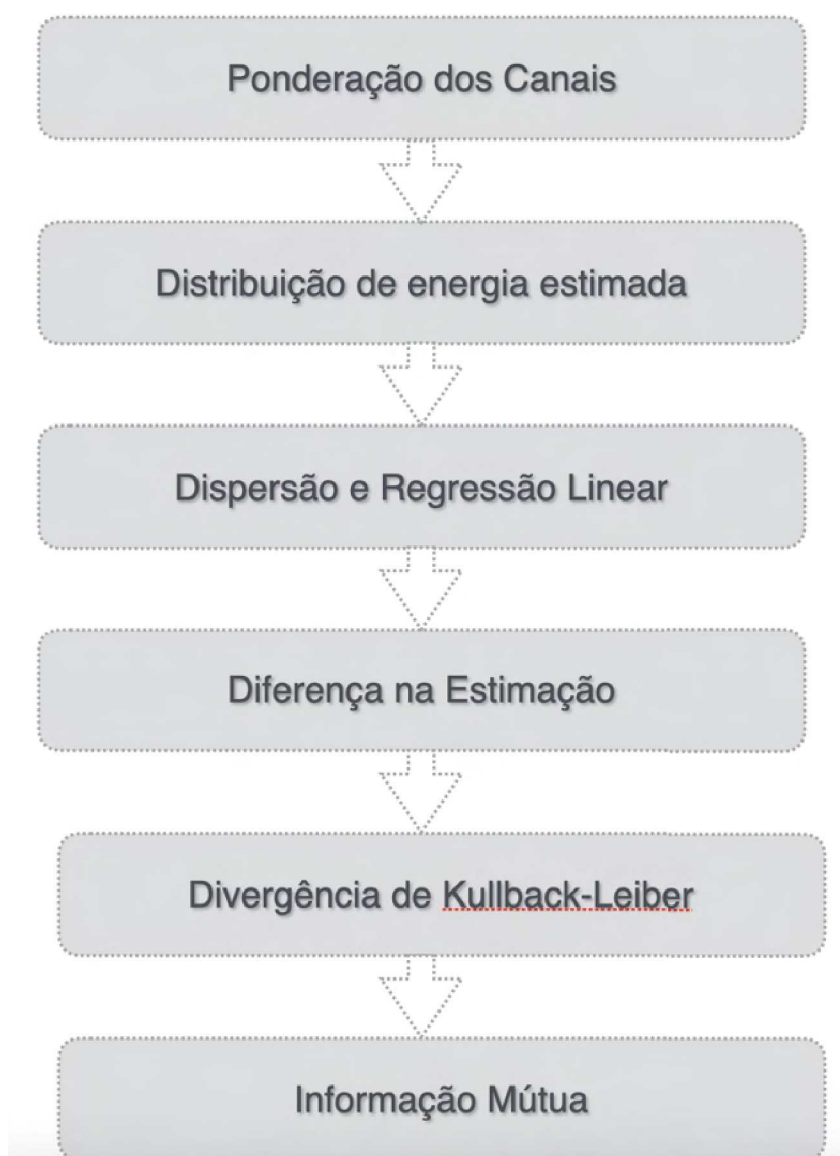 Ponderação dos Canais
Distribuição de energia estimada
Dispersão e Regressão Linear
Diferença na Estimação
Divergência de Kullback-Leiber
Informação Mútua